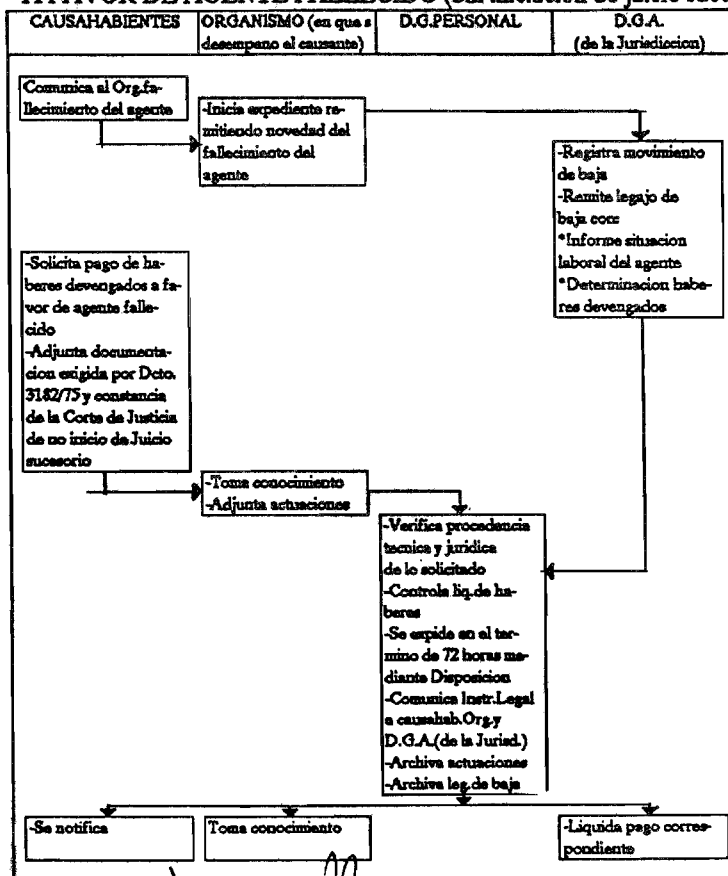 A FAVOR DE AGENTE FALLECIDO
CAUSAHABIENTES
ORGANISMO (en que s
desempeno el causante)
D.G.PERSONAL
D.G.A.
(de la Jurisdiccion)
Comunica al Org.fa-
llecimiento del agente
-Inicia expediente re-
mitiendo novedad del
fallecimiento del
agente
-Registra movimiento
de baja
-Remite legajo de
baja con:
*Informe situacion
laboral del agente
*Determinacion habe-
res devengados
-Solicita pago de ha-
beres devengados a fa-
vor de agente falle-
cido
-Adjunta documenta-
cion exigida por Dcto.
3182/75 y constancia
de la Corte de Justicia
de no inicio de Juicio
sucesorio
-Toma conocimiento
-Adjunta actuaciones
-Verifica procedencia
tecnica y juridica
de lo solicitado
-Controla liq.de ha-
beres
-Se expide en el ter-
mino de 72 horas me-
diante Disposicion
-Comunica Instr.Legal
a causahab.Org.y
D.G.A.(de la Jurisd.)
-Archiva actuaciones
-Archiva leg.de baja
-Se notifica
Toma conocimiento
-Liquida pago corres-
pondiente